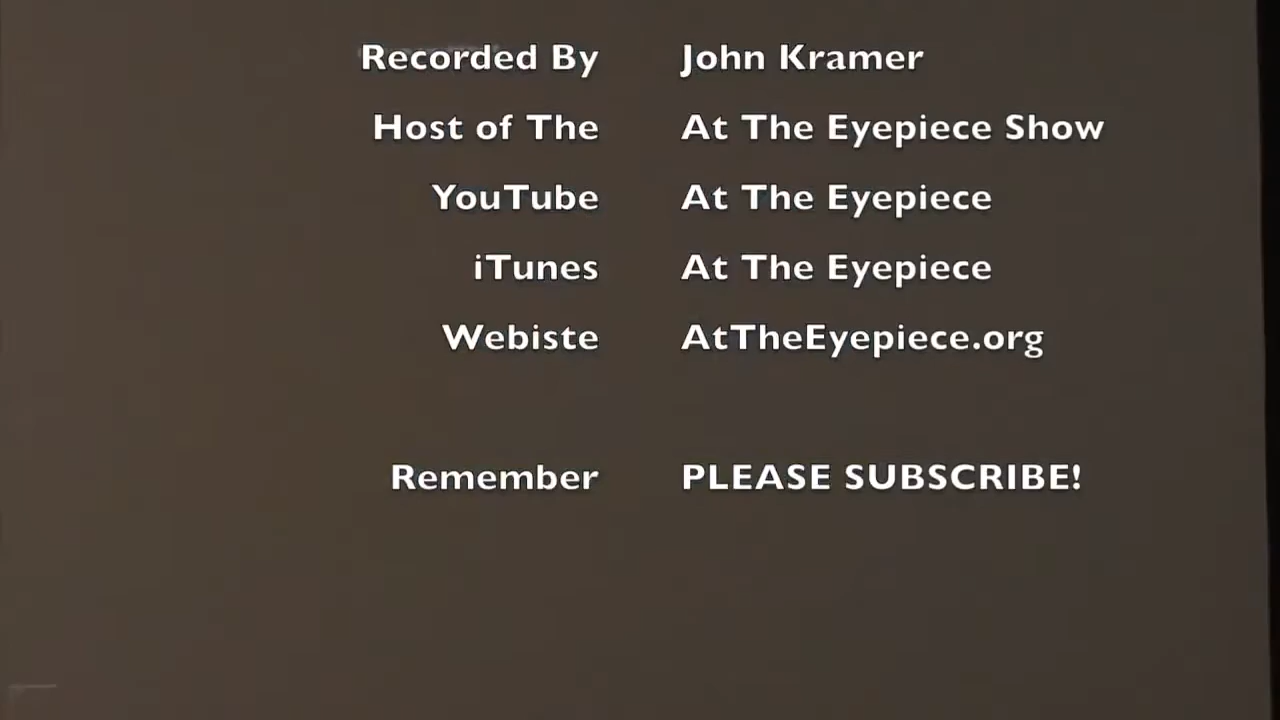 Recorded By John Kramer
Host of The At The Eyepiece Show
YouTube At The Eyepiece
iTunes At The Eyepiece
Webiste AtTheEyepiece.org
Remember PLEASE SUBSCRIBE!